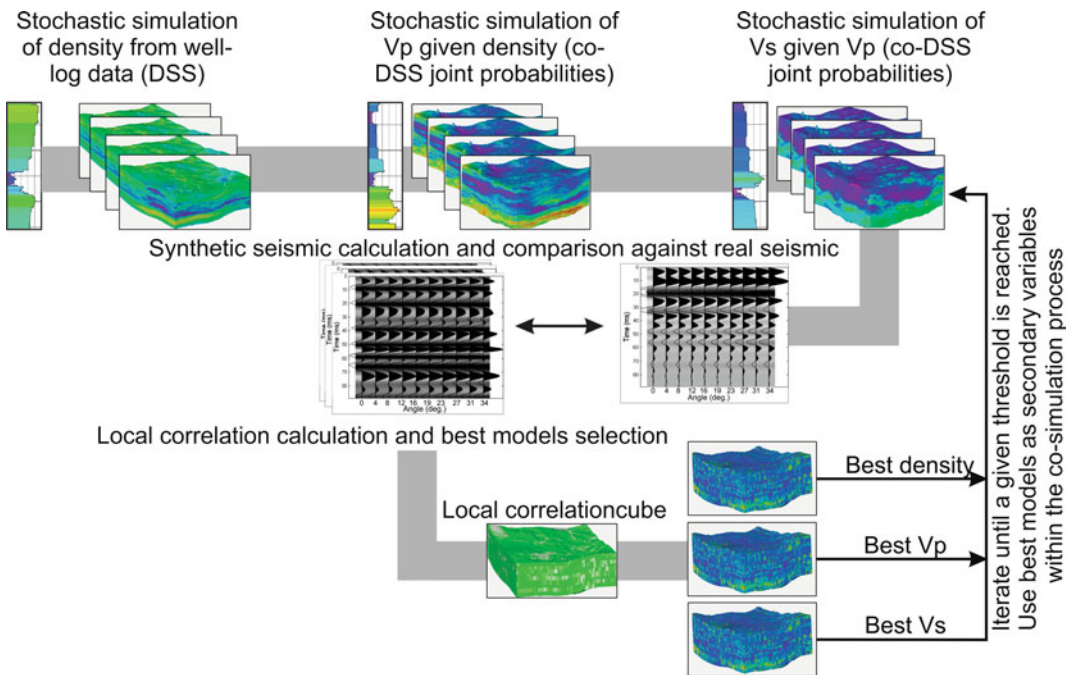 Stochastic simulation
of density from well-
log data (DSS)
Stochastic simulation of
Vp given density (co-
DSS joint probabilities)
Stochastic simulation of
Vs given Vp (co-DSS
joint probabilities)
Synthetic seismic calculation and comparison against real seismic
Time (ms)
0 4 8 12 16 19 23 27 31 34
Angle (deg.)
Time (ms)
0 4 8 12 16 19 23 27 31 34
Angle (deg.)
Local correlation calculation and best models selection
Local correlationcube
Best density
Best Vp
Best Vs
Iterate until a given threshold is reached.
Use best models as secondary variables
within the co-simulation process